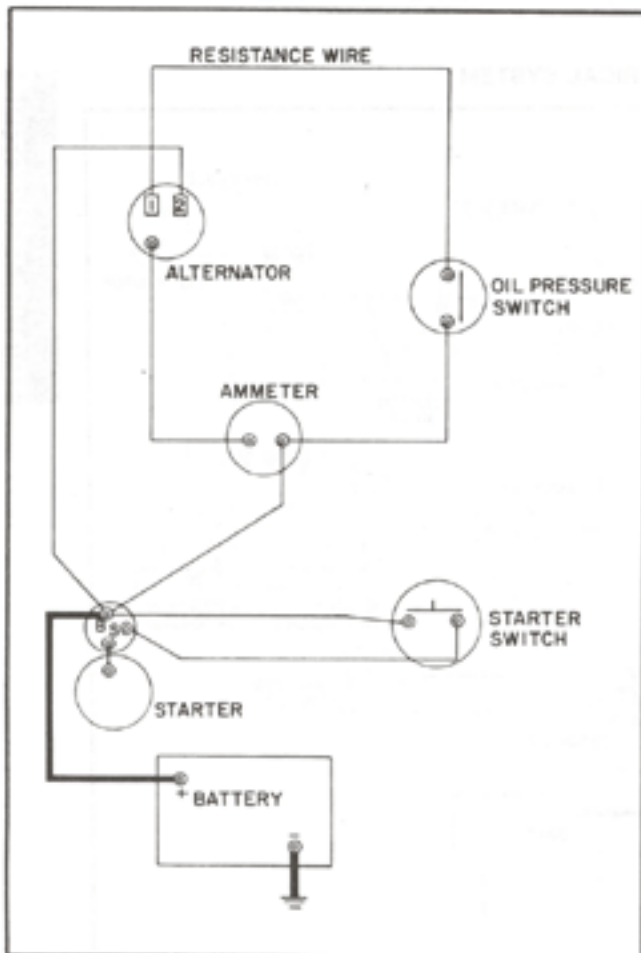 RESISTANCE WIRE
1 2
ALTERNATOR
OIL PRESSURE
SWITCH
AMMETER
B
S
STARTER
SWITCH
STARTER
+
BATTERY
-